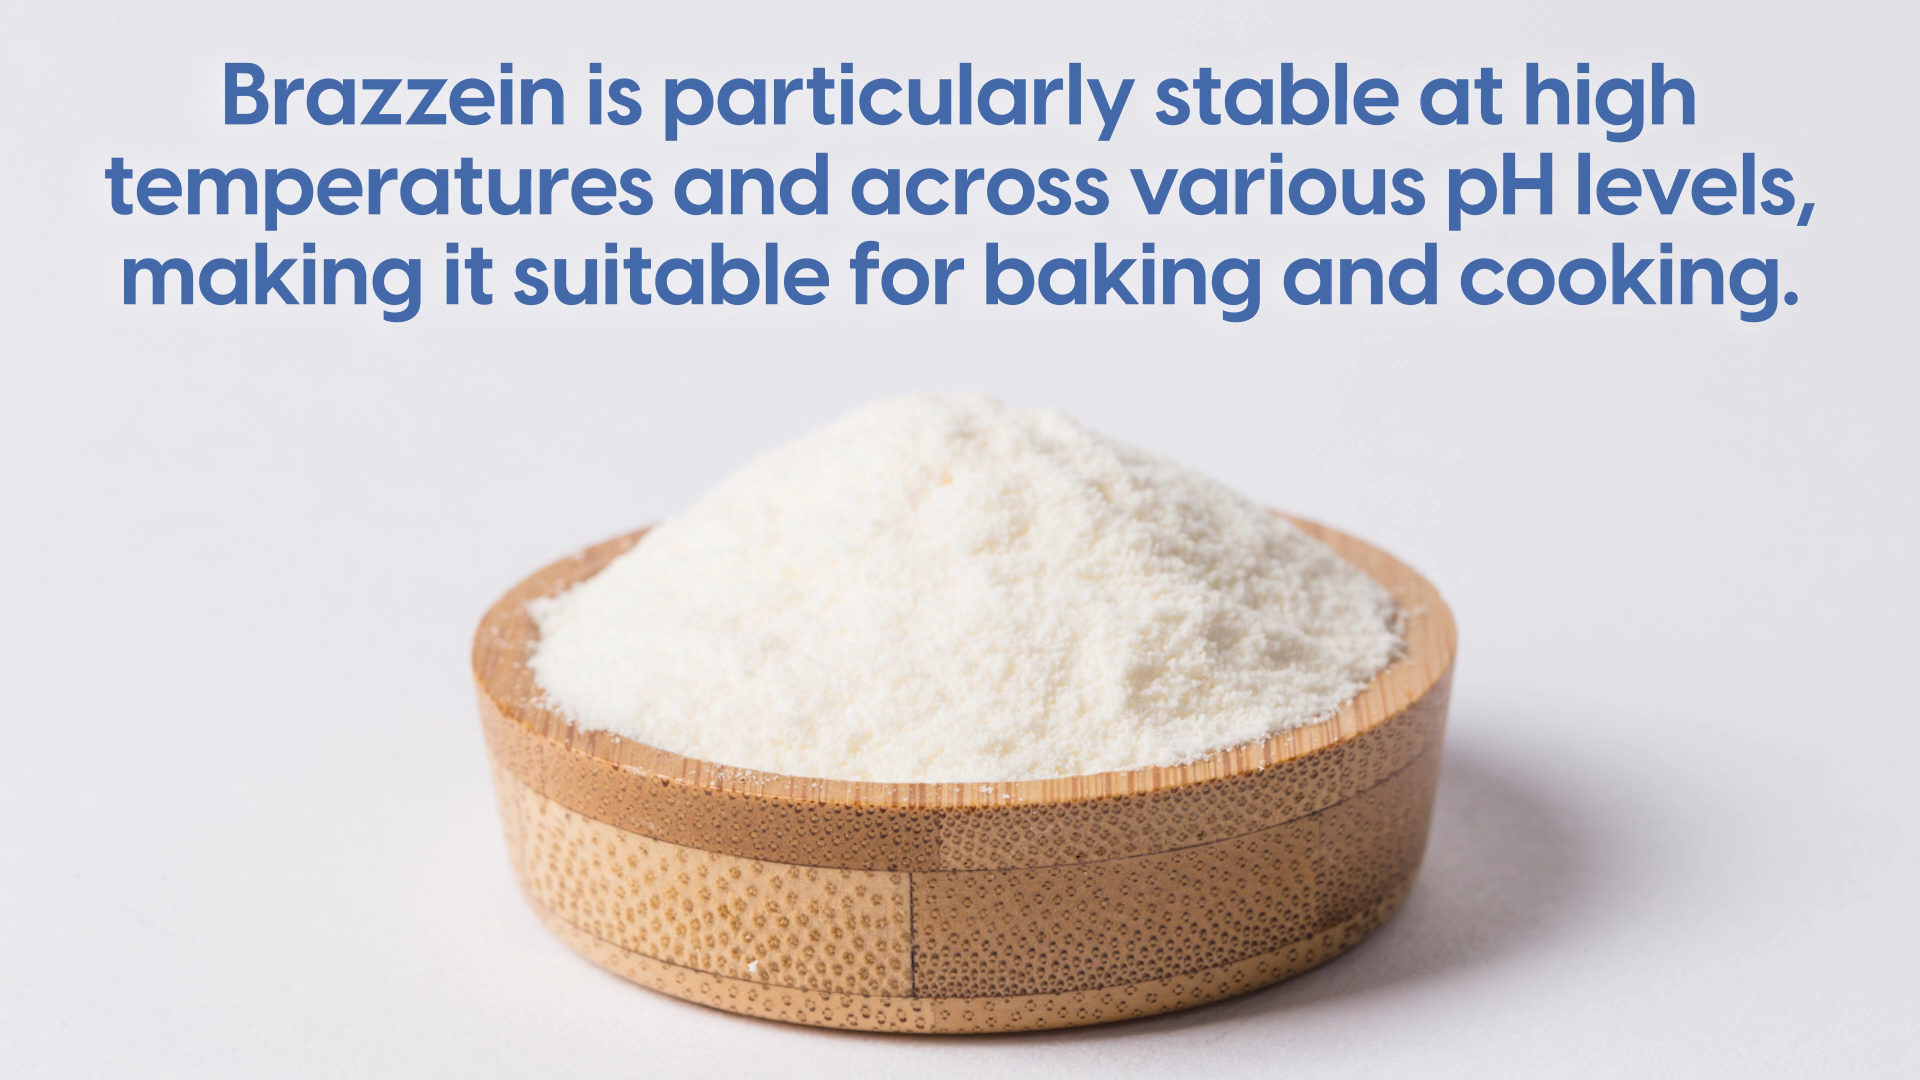 Brazzein is particularly stable at high
temperatures and across various pH levels,
making it suitable for baking and cooking.